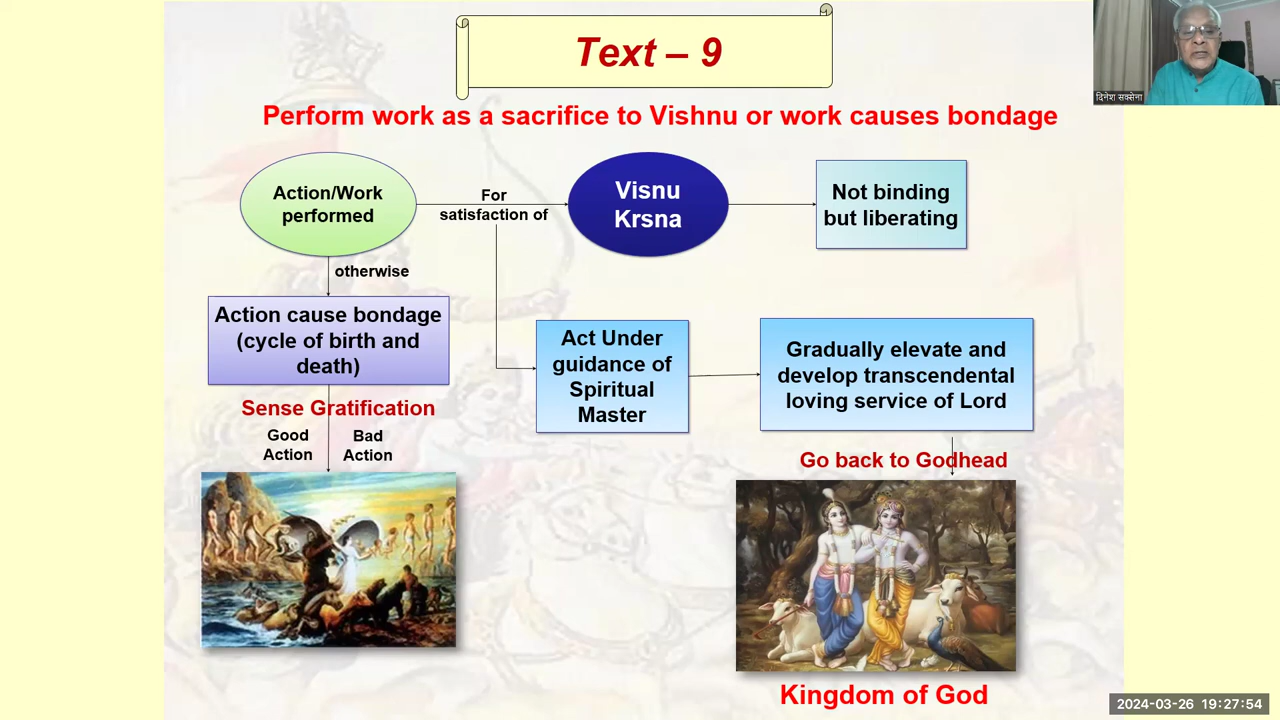 Text – 9
दिनेश सक्सेना
Perform work as a sacrifice to Vishnu or work causes bondage
Action/Work
performed
For
satisfaction of
Visnu
Krsna
Not binding
but liberating
otherwise
Action cause bondage
(cycle of birth and
death)
Act Under
guidance of
Spiritual
Master
Gradually elevate and
develop transcendental
loving service of Lord
Sense Gratification
Good
Action
Bad
Action
Go back to Godhead
Kingdom of God
2024-03-26 19:27:54